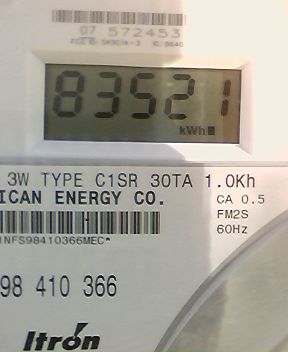 07 572453
83521
kWh
3W TYPE C1SR 30TA 1.0Kh
ICAN ENERGY CO.
CA 0.5
FM2S
60Hz
1NFS98410366MEC*
98 410 366
Itron